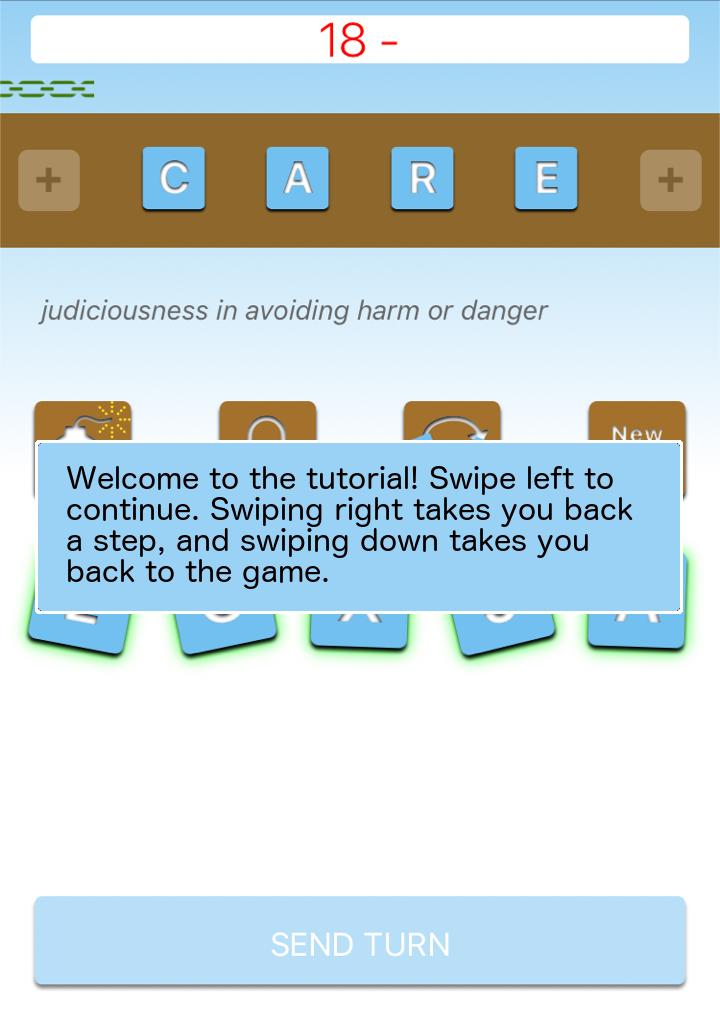 18 -
+ C A R E +
judiciousness in avoiding harm or danger
New
Welcome to the tutorial! Swipe left to
continue. Swiping right takes you back
a step, and swiping down takes you
back to the game.
SEND TURN